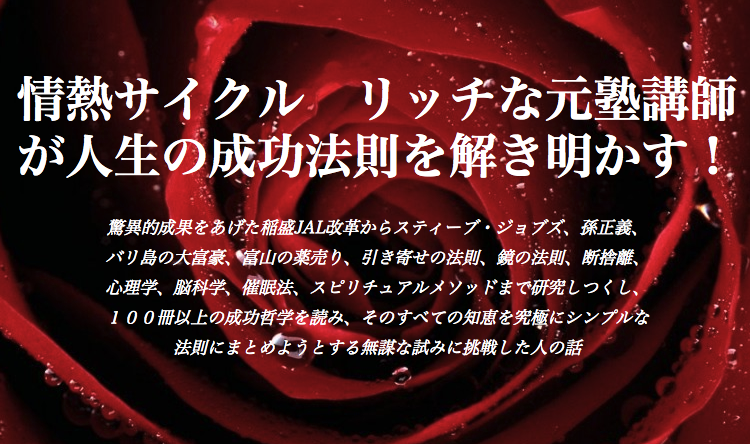 情熱サイクル　リッチな元塾講師
が人生の成功法則を解き明かす！
驚異的成果をあげた稲盛JAL改革からスティーブ・ジョブズ、孫正義、
バリ島の大富豪、富山の薬売り、引き寄せの法則、鏡の法則、断捨離、
心理学、脳科学、催眠法、スピリチュアルメソッドまで研究しつくし、
１００冊以上の成功哲学を読み、そのすべての知恵を究極にシンプルな
法則にまとめようとする無謀な試みに挑戦した人の話